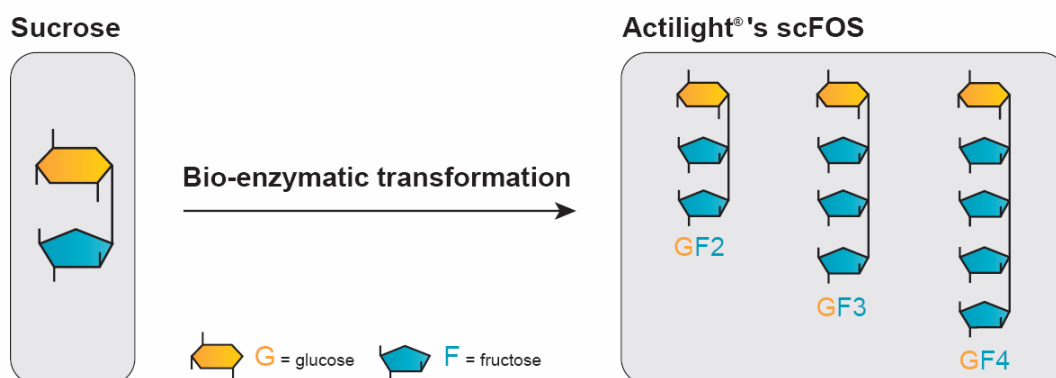 Sucrose
Actilight®'s scFOS
Bio-enzymatic transformation
GF2
GF3
GF4
G = glucose
F = fructose